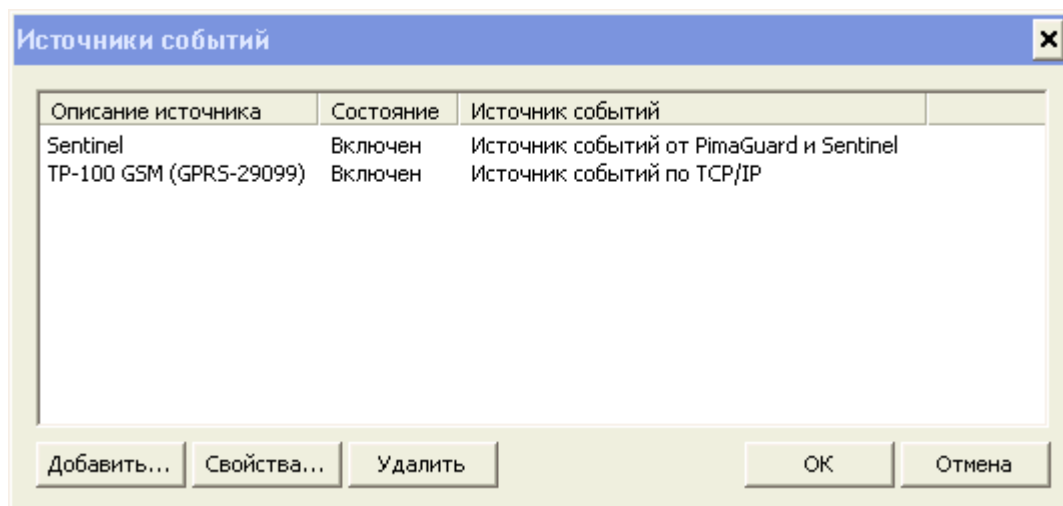 Источники событий
Описание источника Состояние Источник событий
Sentinel Включен Источник событий от PimaGuard и Sentinel
TP-100 GSM (GPRS-29099) Включен Источник событий по TCP/IP
Добавить... Свойства... Удалить ОК Отмена